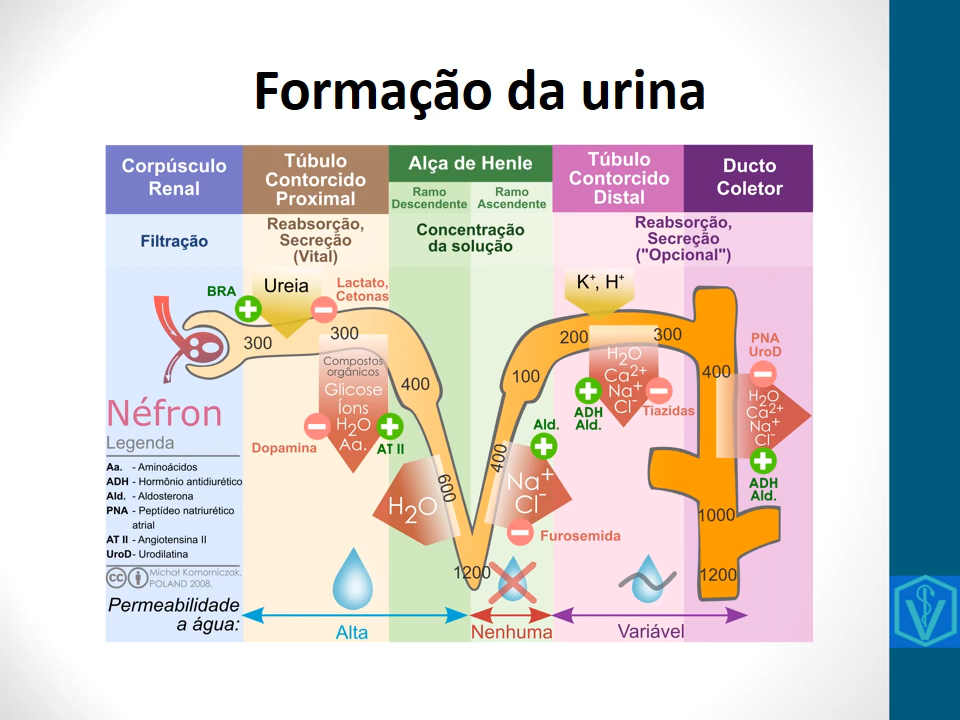 Formação da urina
Corpúsculo
Renal
Túbulo
Contorcido
Proximal
Alça de Henle
Ramo
Descendente
Ramo
Ascendente
Túbulo
Contorcido
Distal
Ducto
Coletor
Filtração
Reabsorção,
Secreção
(Vital)
Concentração
da solução
Reabsorção,
Secreção
("Opcional")
BRA
Ureia
Lactato,
Cetonas
K+, H+
300
300
Compostos
orgânicos
Glicose
Íons
H2O
Aa.
Dopamina
AT II
400
H2O
600
1200
400
100
Ald.
Na+
Cl-
Furosemida
200
300
H2O
Ca2+
Na+
Cl-
ADH
Ald.
Tiazidas
400
PNA
UroD
H2O
Ca2+
Na+
Cl-
ADH
Ald.
1000
1200
Néfron
Legenda
Aa. - Aminoácidos
ADH - Hormônio antidiurético
Ald. - Aldosterona
PNA - Peptídeo natriurético
atrial
AT II - Angiotensina II
UroD - Urodilatina
cc Michał Komorniczak,
POLAND 2008.
Permeabilidade
a água:
Alta
Nenhuma
Variável